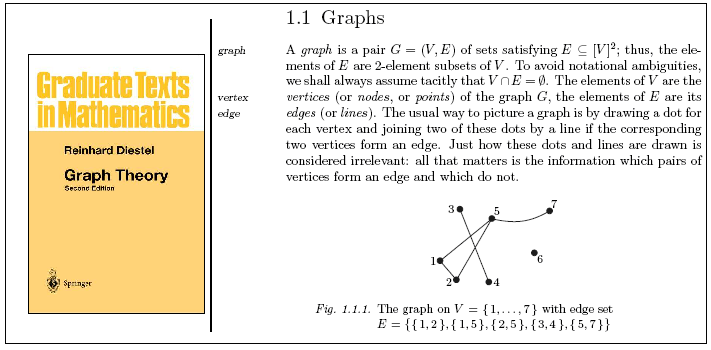 Graduate Texts
in Mathematics
Reinhard Diestel
Graph Theory
Second Edition
Springer
graph
vertex
edge
1.1 Graphs
A graph is a pair G = (V, E) of sets satisfying E ⊆ [V]²; thus, the ele-
ments of E are 2-element subsets of V. To avoid notational ambiguities,
we shall always assume tacitly that V ∩ E = ∅. The elements of V are the
vertices (or nodes, or points) of the graph G, the elements of E are its
edges (or lines). The usual way to picture a graph is by drawing a dot for
each vertex and joining two of these dots by a line if the corresponding
two vertices form an edge. Just how these dots and lines are drawn is
considered irrelevant: all that matters is the information which pairs of
vertices form an edge and which do not.
3
5
7
1
6
2
4
Fig. 1.1.1. The graph on V = {1, . . . , 7} with edge set
E = {{1, 2}, {1, 5}, {2, 5}, {3, 4}, {5, 7}}